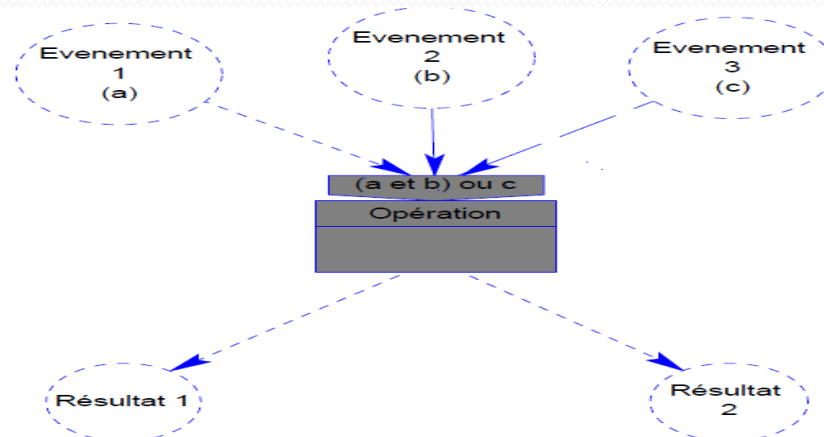 Evenement
1
(a)
Evenement
2
(b)
Evenement
3
(c)
(a et b) ou c
Opération
Résultat 1
Résultat
2